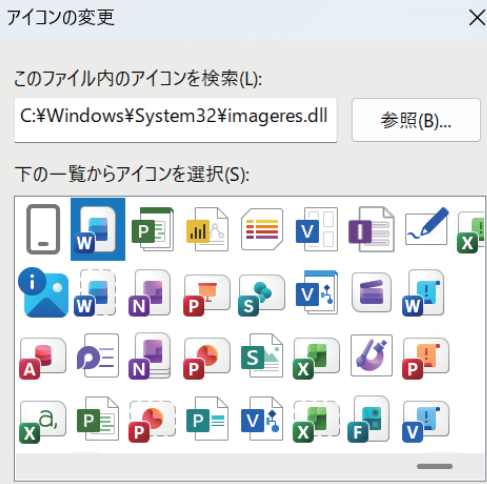 アイコンの変更
このファイル内のアイコンを検索(L):
C:¥Windows¥System32¥imageres.dll
参照(B)...
下の一覧からアイコンを選択(S):
W P V I X
i W N P S V W
A N P S X P
X a, P P P V X F V